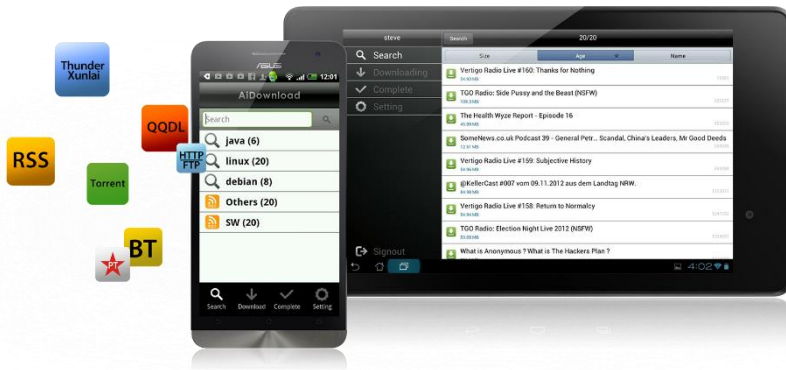 Thunder
Xunlai
QQDL
HTTP
FTP
RSS
Torrent
BT
PT
ASUS
12:01
AiDownload
Search
java (6)
linux (20)
debian (8)
Others (20)
SW (20)
Search
Download
Complete
Setting
steve
Search
20/20
Search
Downloading
Complete
Setting
Signout
Size
Age
Name
Vertigo Radio Live #160: Thanks for Nothing
TGO Radio: Side Pussy and the Beast (NSFW)
The Health Wyze Report - Episode 16
SomeNews.co.uk Podcast 39 - General Petr... Scandal, China's Leaders, Mr Good Deeds
Vertigo Radio Live #159: Subjective History
@KellerCast #007 vom 09.11.2012 aus dem Landtag NRW.
Vertigo Radio Live #158: Return to Normalcy
TGO Radio: Election Night Live 2012 (NSFW)
What is Anonymous ? What is The Hackers Plan ?
4:02